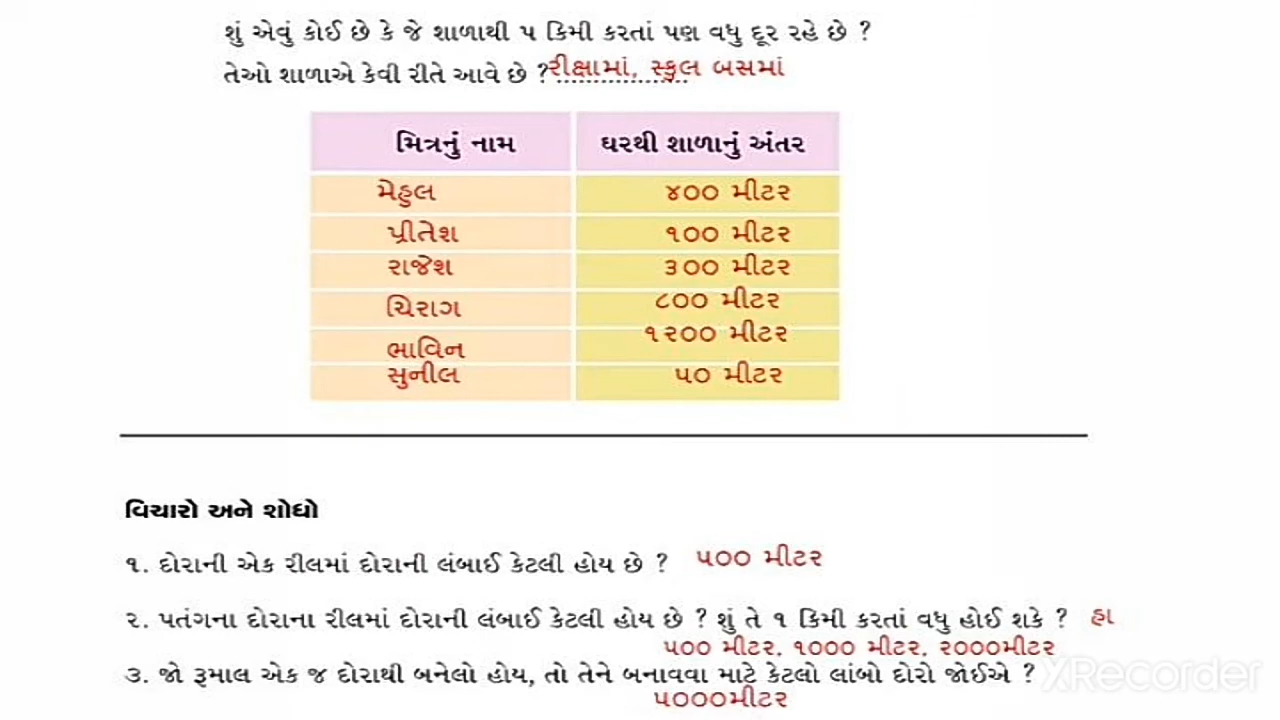 શું એવું કોઈ છે કે જે શાળાથી ૫ કિમી કરતાં પણ વધુ દૂર રહે છે ?
તેઓ શાળાએ કેવી રીતે આવે છે ? રીક્ષામાં, સ્કુલ બસમાં
મિત્રનું નામ ઘરથી શાળાનું અંતર
મેહુલ ૪૦૦ મીટર
પ્રીતેશ ૧૦૦ મીટર
રાજેશ ૩૦૦ મીટર
ચિરાગ ૮૦૦ મીટર
ભાવિન ૧૨૦૦ મીટર
સુનીલ ૫૦ મીટર
વિચારો અને શોધો
૧. દોરાની એક રીલમાં દોરાની લંબાઈ કેટલી હોય છે ? ૫૦૦ મીટર
૨. પતંગના દોરાના રીલમાં દોરાની લંબાઈ કેટલી હોય છે ? શું તે ૧ કિમી કરતાં વધુ હોઈ શકે ? હા
૫૦૦ મીટર, ૧૦૦૦ મીટર, ૨૦૦૦મીટર
૩. જો રૂમાલ એક જ દોરાથી બનેલો હોય, તો તેને બનાવવા માટે કેટલો લાંબો દોરો જોઈએ ?
૫૦૦૦મીટર
XRecorder